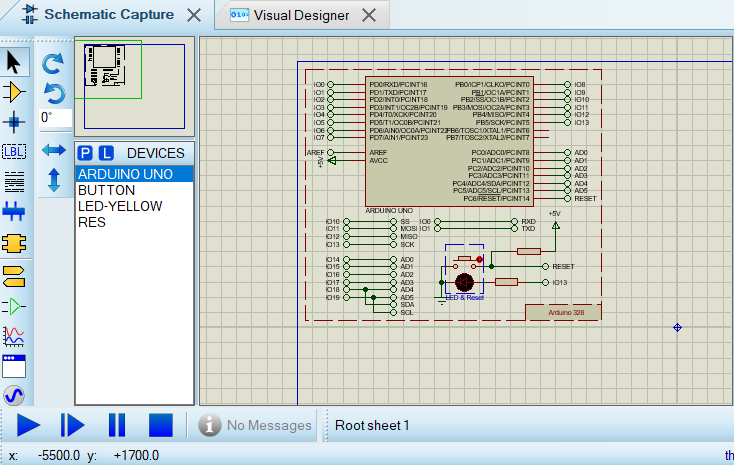 Schematic Capture
Visual Designer
0°
LBL
P L DEVICES
ARDUINO UNO
BUTTON
LED-YELLOW
RES
IO0 PD0/RXD/PCINT16 PB0/ICP1/CLKO/PCINT0 IO8
IO1 PD1/TXD/PCINT17 PB1/OC1A/PCINT1 IO9
IO2 PD2/INT0/PCINT18 PB2/SS/OC1B/PCINT2 IO10
IO3 PD3/INT1/OC2B/PCINT19 PB3/MOSI/OC2A/PCINT3 IO11
IO4 PD4/T0/XCK/PCINT20 PB4/MISO/PCINT4 IO12
IO5 PD5/T1/OC0B/PCINT21 PB5/SCK/PCINT5 IO13
IO6 PD6/AIN0/OC0A/PCINT22 PB6/TOSC1/XTAL1/PCINT6
IO7 PD7/AIN1/PCINT23 PB7/TOSC2/XTAL2/PCINT7
AREF AREF PC0/ADC0/PCINT8 AD0
+5V AVCC PC1/ADC1/PCINT9 AD1
PC2/ADC2/PCINT10 AD2
PC3/ADC3/PCINT11 AD3
PC4/ADC4/SDA/PCINT12 AD4
PC5/ADC5/SCL/PCINT13 AD5
PC6/RESET/PCINT14 RESET
ARDUINO UNO
+5V
IO10 SS IO0 RXD
IO11 MOSI IO1 TXD
IO12 MISO
IO13 SCK
IO14 AD0
IO15 AD1 RESET
IO16 AD2
IO17 AD3 IO13
IO18 AD4
IO19 AD5
LED & Reset
SDA
SCL
Arduino 328
No Messages
Root sheet 1
x: -5500.0 y: +1700.0
th